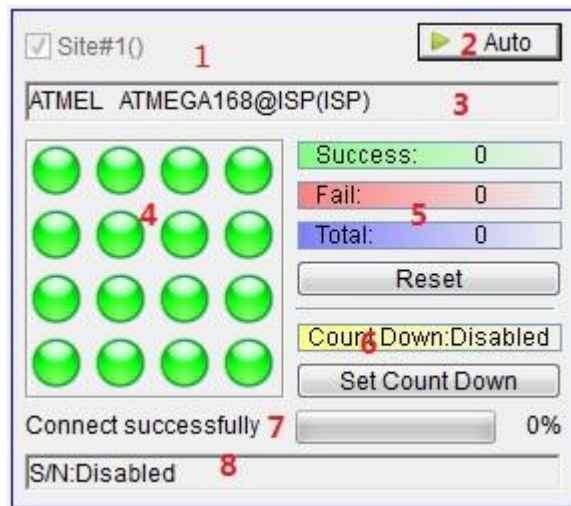 Site#1()
1
2 Auto
ATMEL ATMEGA168@ISP(ISP)
3
4
Success: 0
Fail: 0
5
Total: 0
Reset
Count Down:Disabled
6
Set Count Down
Connect successfully 7 0%
8
S/N:Disabled